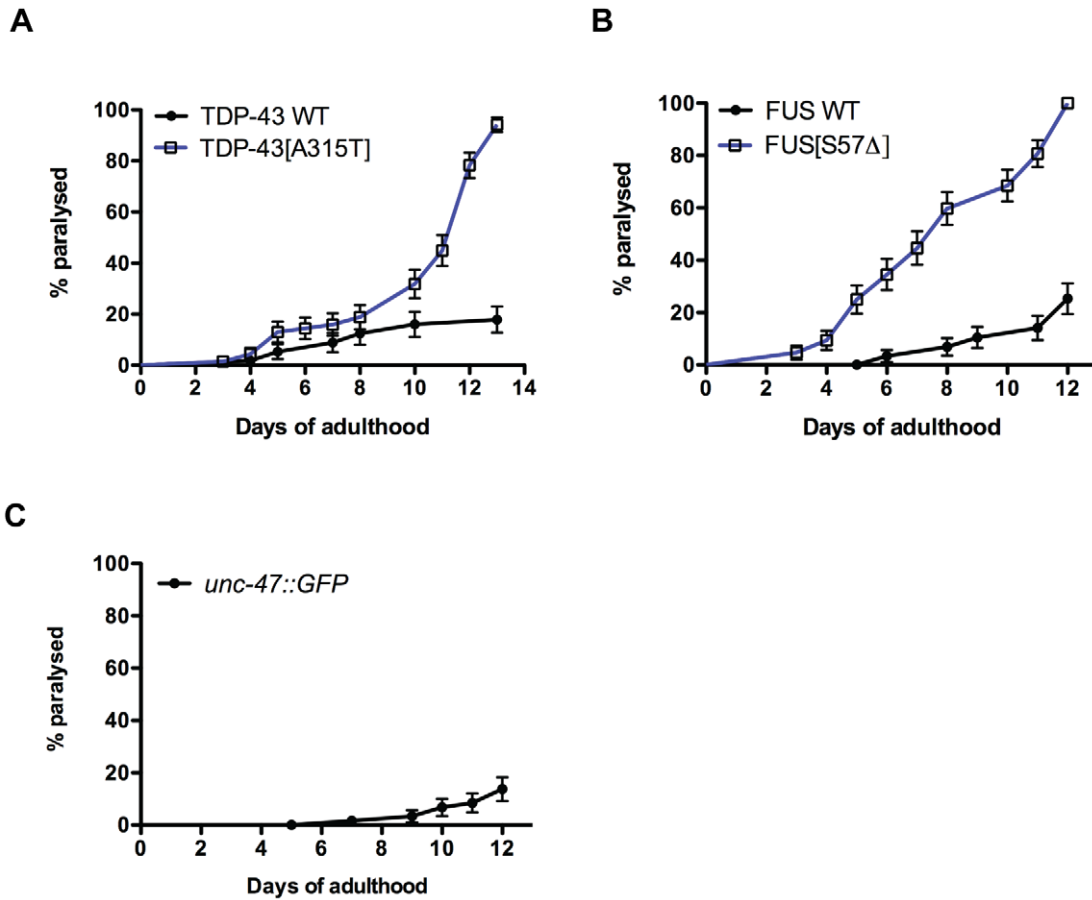 A
B
TDP-43 WT
TDP-43[A315T]
% paralysed
100
80
60
40
20
0
0 2 4 6 8 10 12 14
Days of adulthood
FUS WT
FUS[S57Δ]
% paralysed
100
80
60
40
20
0
0 2 4 6 8 10 12
Days of adulthood
C
unc-47::GFP
% paralysed
100
80
60
40
20
0
0 2 4 6 8 10 12
Days of adulthood